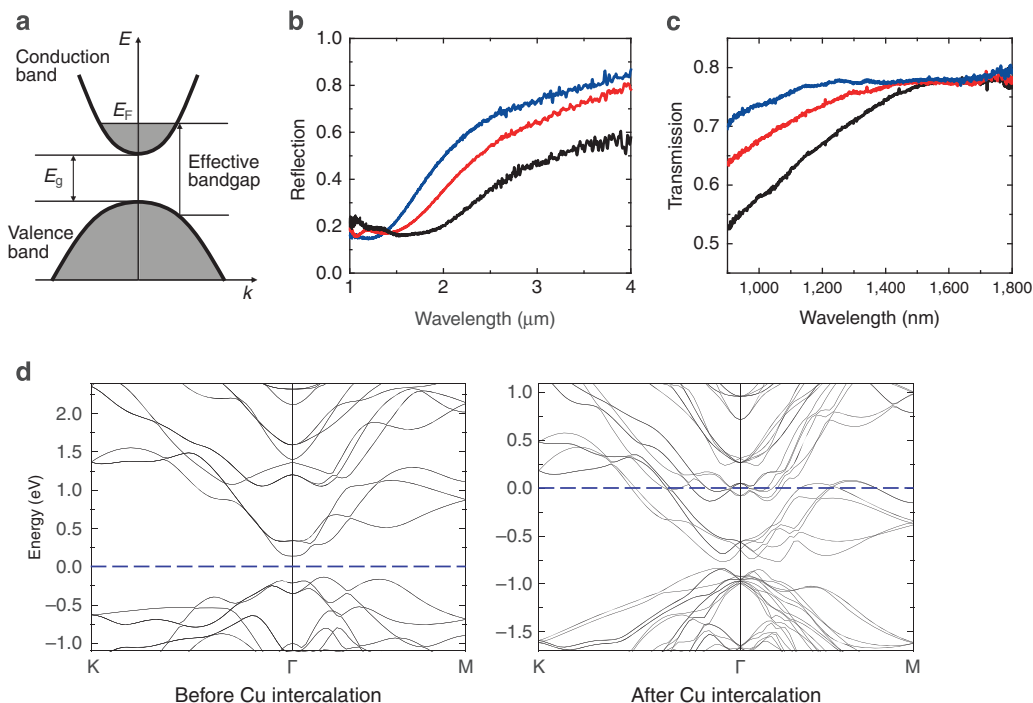 a
E
Conduction
band
E_F
E_g
Effective
bandgap
Valence
band
k
b
1.0
0.8
0.6
0.4
0.2
0.0
Reflection
1
2
3
4
Wavelength (μm)
c
0.8
0.7
0.6
0.5
Transmission
1,000
1,200
1,400
1,600
1,800
Wavelength (nm)
d
2.0
1.5
1.0
0.5
0.0
−0.5
−1.0
Energy (eV)
K
Γ
M
Before Cu intercalation
1.0
0.5
0.0
−0.5
−1.0
−1.5
K
Γ
M
After Cu intercalation